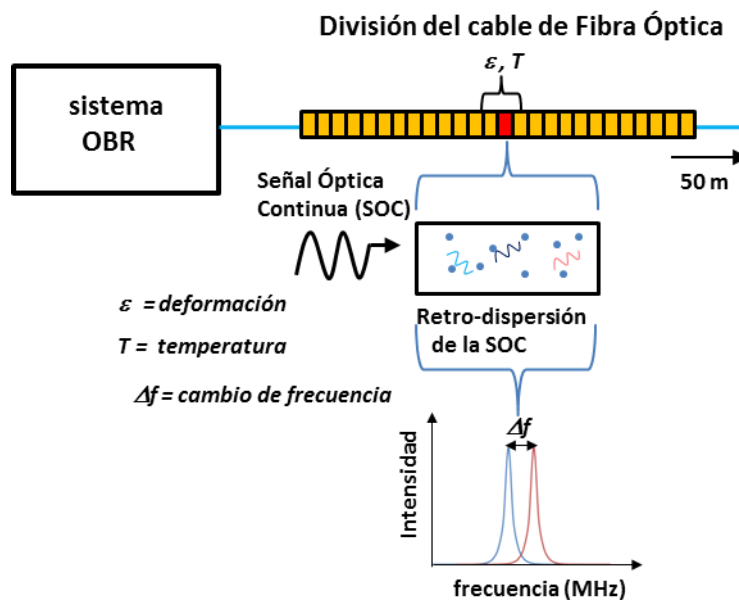 División del cable de Fibra Óptica
ε, T
sistema
OBR
50 m
Señal Óptica
Continua (SOC)
ε = deformación
T = temperatura
Δf = cambio de frecuencia
Retro-dispersión
de la SOC
Δf
Intensidad
frecuencia (MHz)